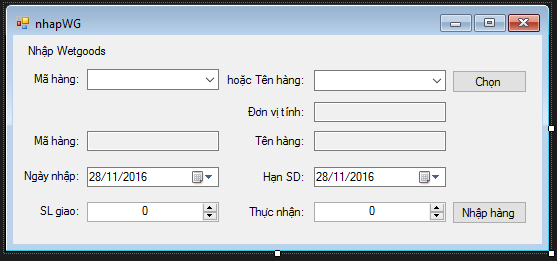 nhapWG
Nhập Wetgoods
Mã hàng: hoặc Tên hàng: Chọn
Đơn vị tính:
Mã hàng: Tên hàng:
Ngày nhập: 28/11/2016 Hạn SD: 28/11/2016
SL giao: 0 Thực nhận: 0 Nhập hàng